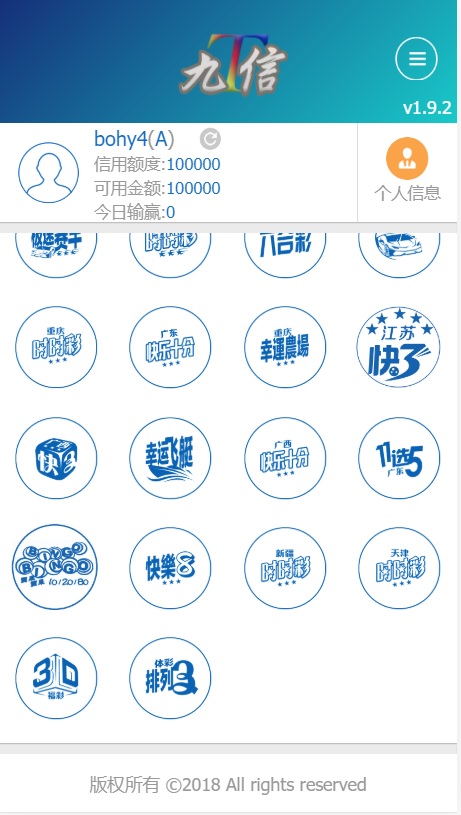 九T信
v1.9.2
bohy4(A)
信用额度:100000
可用金额:100000
今日输赢:0
个人信息
极速赛车
时时彩
六合彩
重庆
时时彩
广东
快乐十分
重庆
幸運農場
江苏
快3
快3
幸运飞艇
广西
快乐十分
11选5
广东
BINGO
BINGO
10/20/80
快樂8
新疆
时时彩
天津
时时彩
3D
福彩
体彩
排列3
版权所有 ©2018 All rights reserved